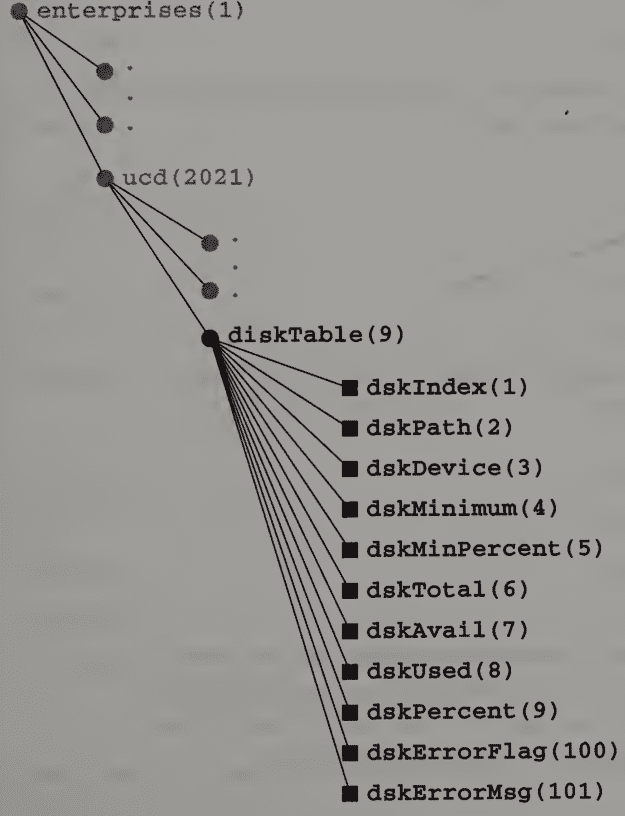 enterprises(1)
ucd(2021)
diskTable(9)
dskIndex(1)
dskPath(2)
dskDevice(3)
dskMinimum(4)
dskMinPercent(5)
dskTotal(6)
dskAvail(7)
dskUsed(8)
dskPercent(9)
dskErrorFlag(100)
dskErrorMsg(101)